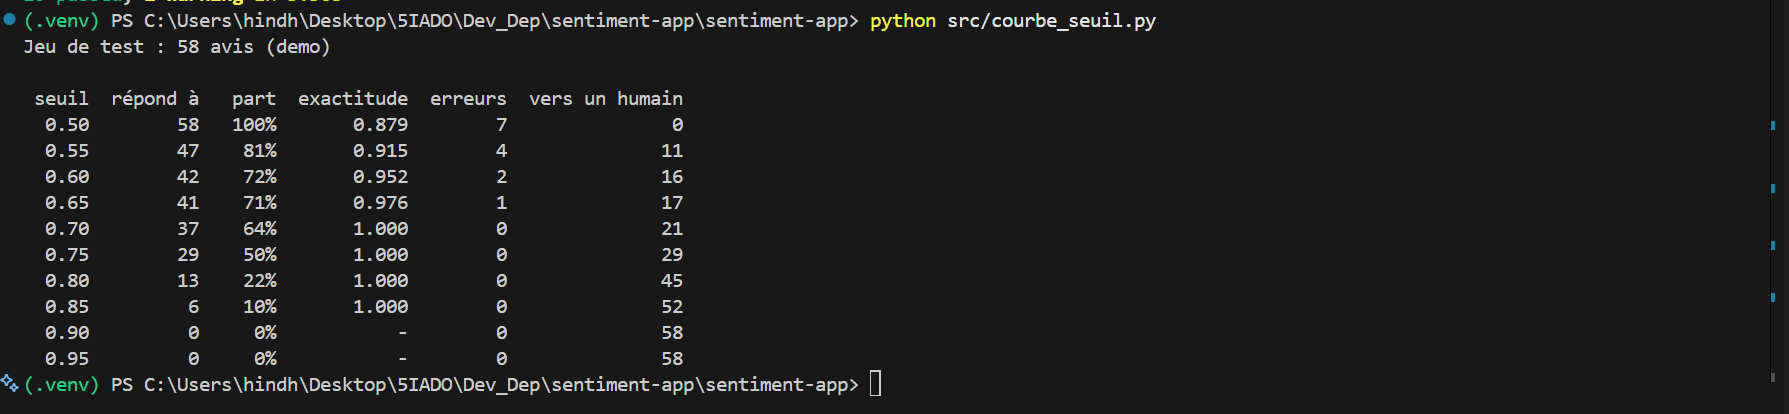 (.venv) PS C:\Users\hindh\Desktop\5IADO\Dev_Dep\sentiment-app\sentiment-app> python src/courbe_seuil.py
Jeu de test : 58 avis (demo)
seuil répond à part exactitude erreurs vers un humain
0.50 58 100% 0.879 7 0
0.55 47 81% 0.915 4 11
0.60 42 72% 0.952 2 16
0.65 41 71% 0.976 1 17
0.70 37 64% 1.000 0 21
0.75 29 50% 1.000 0 29
0.80 13 22% 1.000 0 45
0.85 6 10% 1.000 0 52
0.90 0 0% - 0 58
0.95 0 0% - 0 58
(.venv) PS C:\Users\hindh\Desktop\5IADO\Dev_Dep\sentiment-app\sentiment-app>